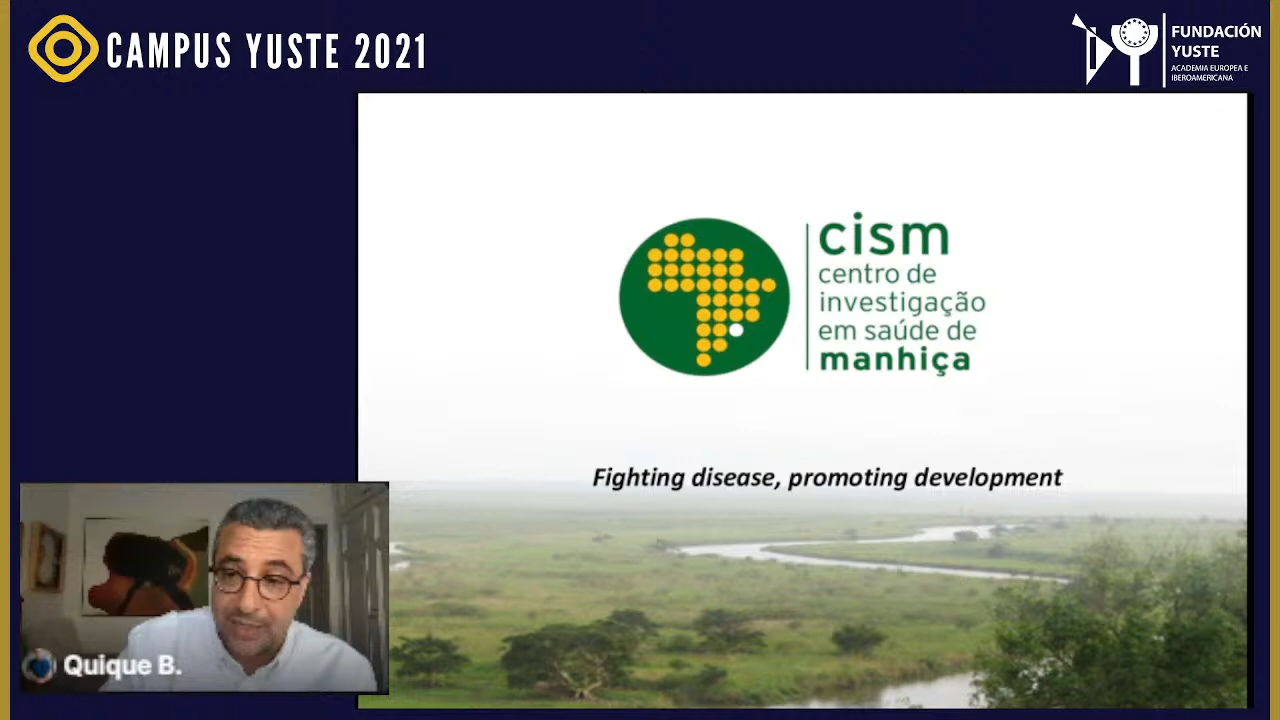 CAMPUS YUSTE 2021
FUNDACIÓN
YUSTE
ACADEMIA EUROPEA E
IBEROAMERICANA
cism
centro de
investigação
em saúde de
manhiça
Fighting disease, promoting development
Quique B.